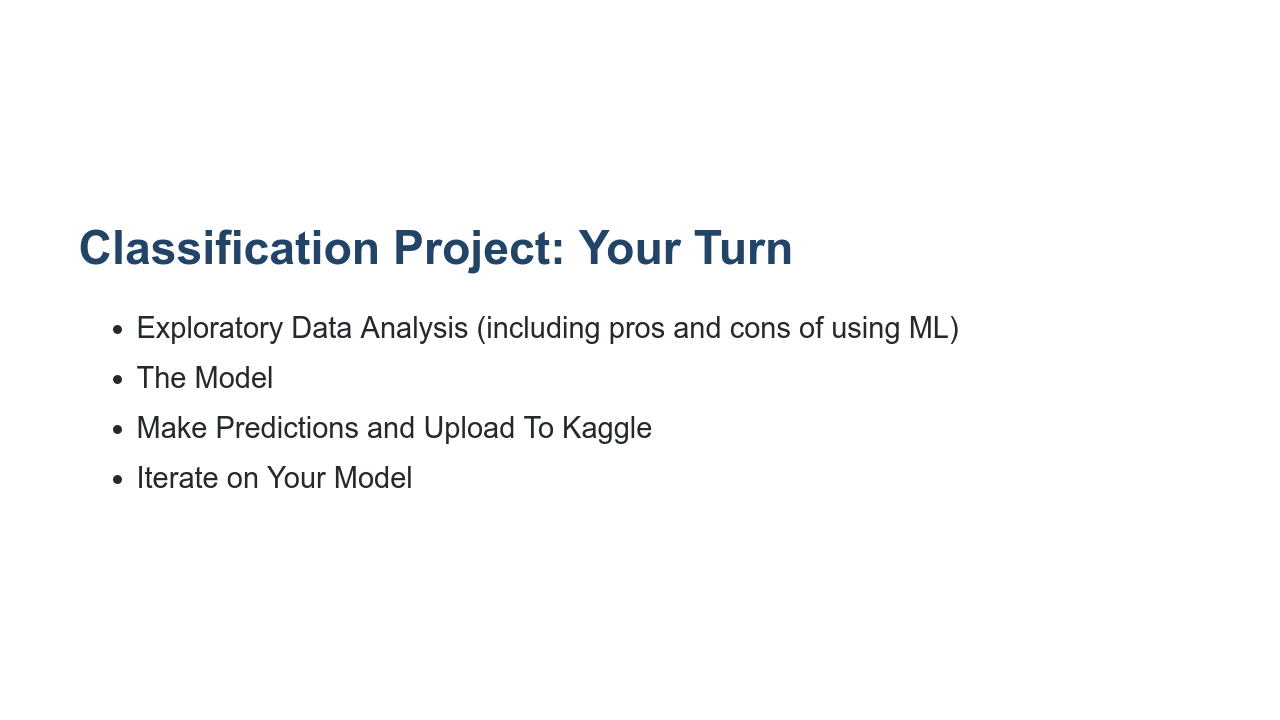 Classification Project: Your Turn
• Exploratory Data Analysis (including pros and cons of using ML)
• The Model
• Make Predictions and Upload To Kaggle
• Iterate on Your Model